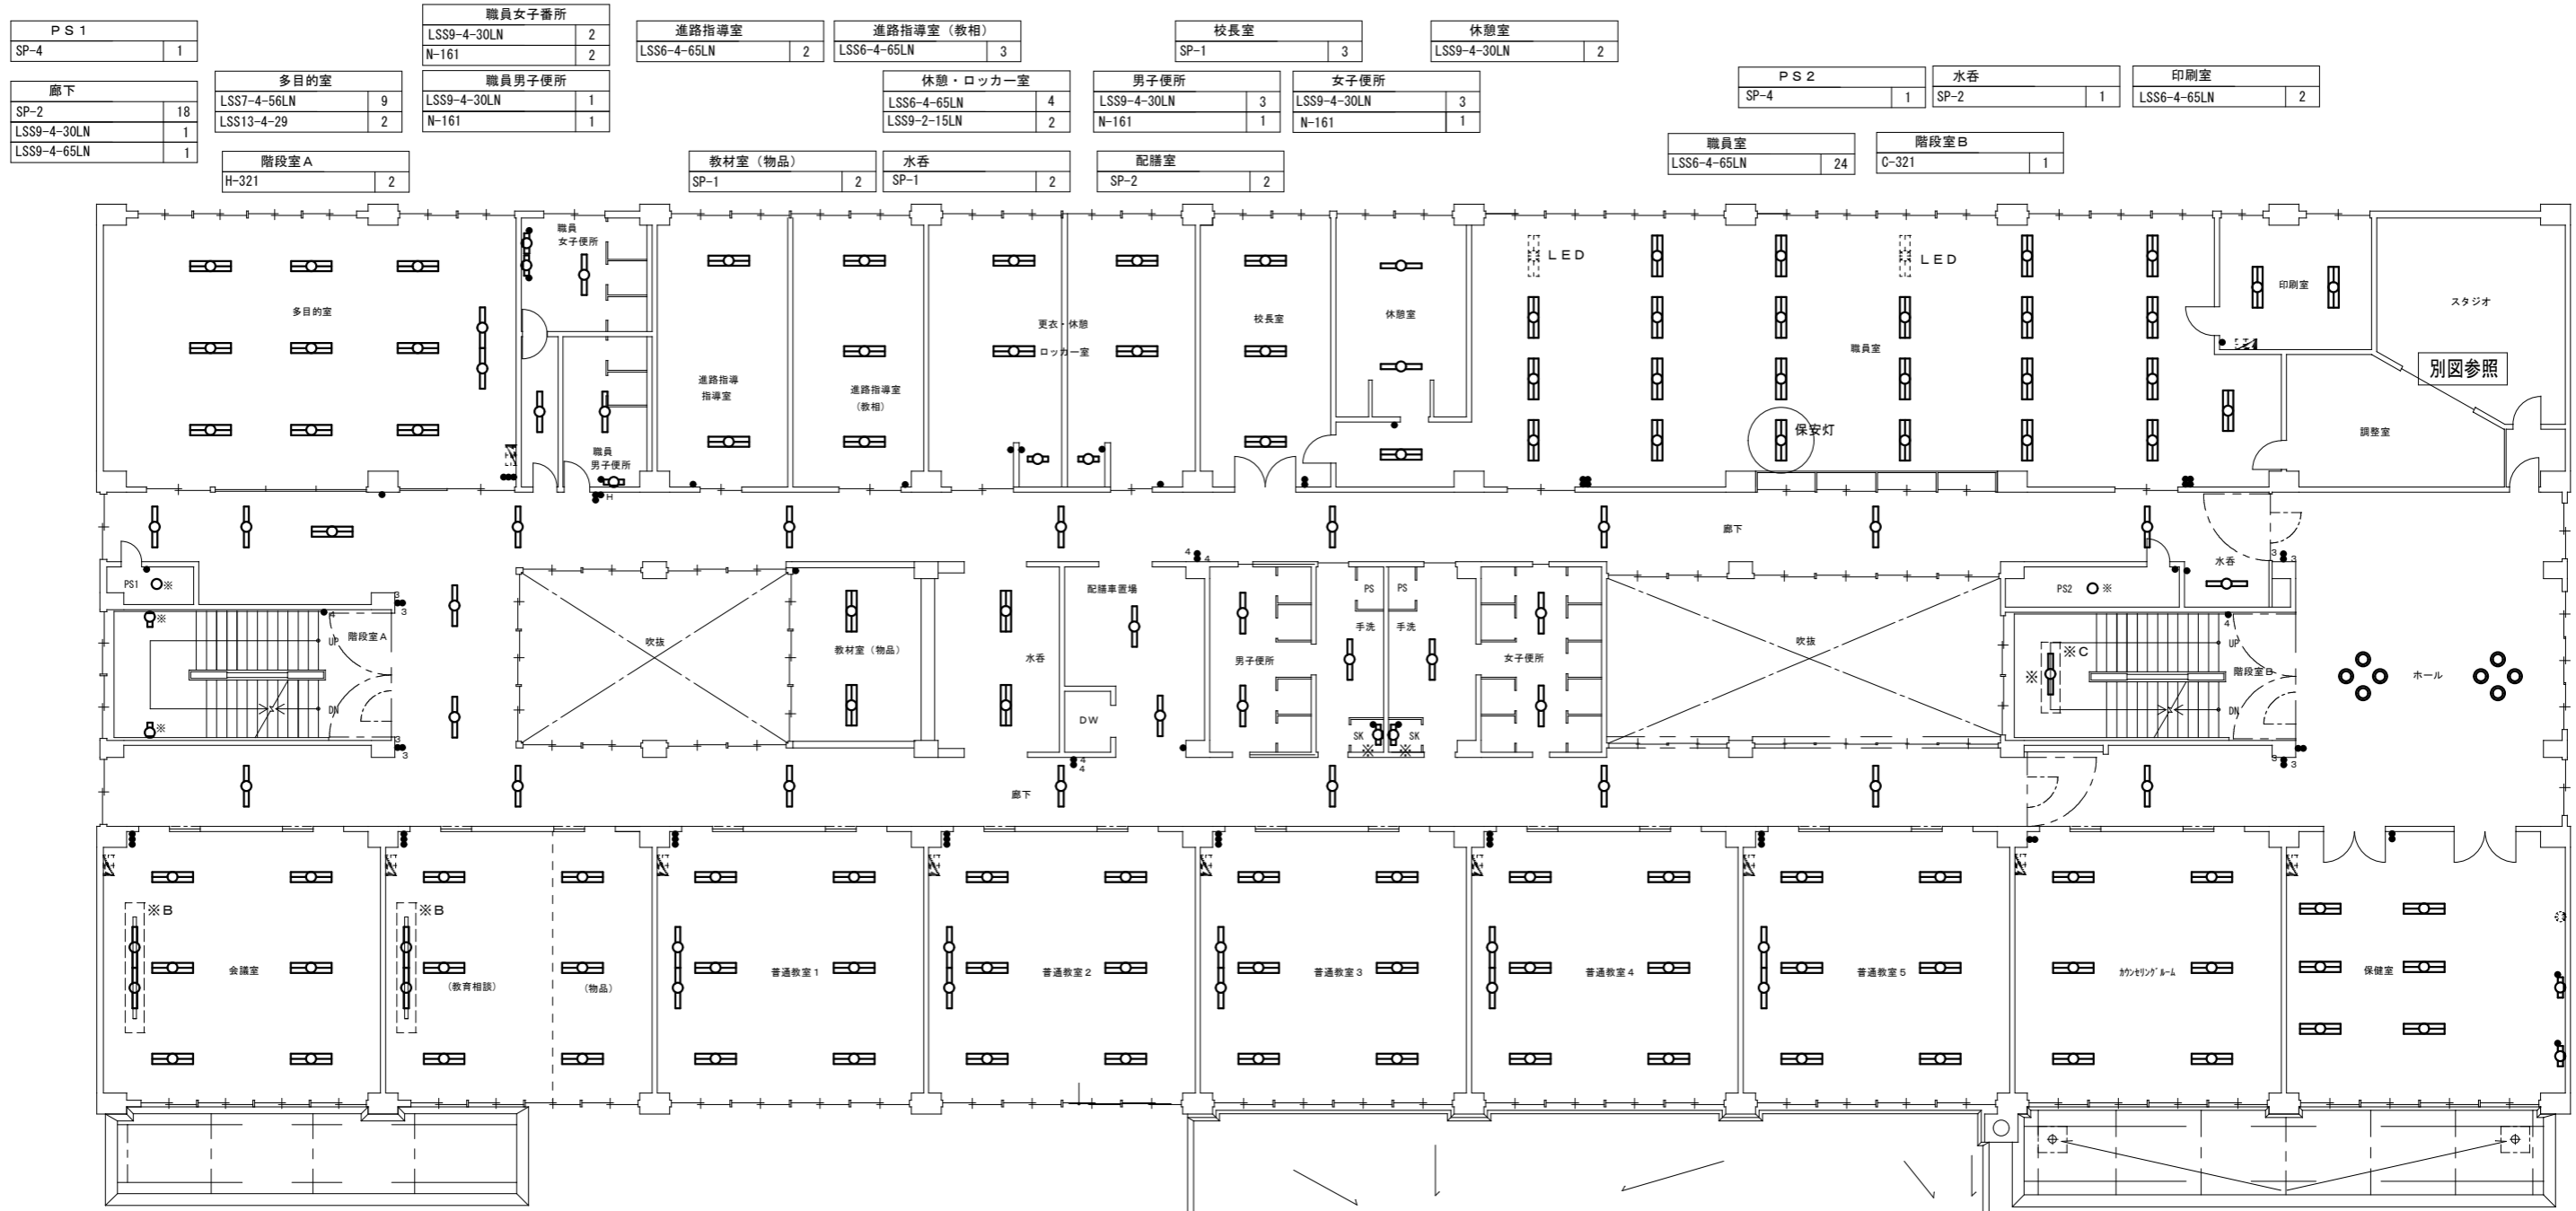 ＰＳ１
SP-4 1
職員女子番所
LSS9-4-30LN 2
N-161 2
進路指導室
LSS6-4-65LN 2
進路指導室（教相）
LSS6-4-65LN 3
校長室
SP-1 3
休憩室
LSS9-4-30LN 2
廊下
SP-2 18
LSS9-4-30LN 1
LSS9-4-65LN 1
多目的室
LSS7-4-56LN 9
LSS13-4-29 2
職員男子便所
LSS9-4-30LN 1
N-161 1
休憩・ロッカー室
LSS6-4-65LN 4
LSS9-2-15LN 2
男子便所
LSS9-4-30LN 3
N-161 1
女子便所
LSS9-4-30LN 3
N-161 1
ＰＳ２
SP-4 1
水呑
SP-2 1
印刷室
LSS6-4-65LN 2
階段室Ａ
H-321 2
教材室（物品）
SP-1 2
水呑
SP-1 2
配膳室
SP-2 2
職員室
LSS6-4-65LN 24
階段室Ｂ
C-321 1
職員
女子便所
ＬＥＤ
ＬＥＤ
多目的室
更衣・休憩
ロッカー室
校長室
休憩室
職員室
印刷室
スタジオ
別図参照
進路指導
指導室
進路指導室
（教相）
保安灯
調整室
職員
男子便所
H
廊下
4
4
3
3
水呑
PS1
※
配膳車置場
PS
PS
PS2
※
3
3
※
4
階段室Ａ
UP
吹抜
教材室（物品）
水呑
男子便所
手洗
手洗
女子便所
吹抜
4
※Ｃ
※
UP
階段室Ｂ
ホール
DN
※
ＤＷ
SK
SK
※
※
DN
3
3
4
4
3
3
廊下
※Ｂ
※Ｂ
会議室
（教育相談）
（物品）
普通教室１
普通教室２
普通教室３
普通教室４
普通教室５
ｶｳﾝｾﾘﾝｸﾞﾙｰﾑ
保健室